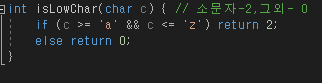 int isLowChar(char c) { // 소문자-2,그외- 0
if (c >= 'a' && c <= 'z') return 2;
else return 0;
}